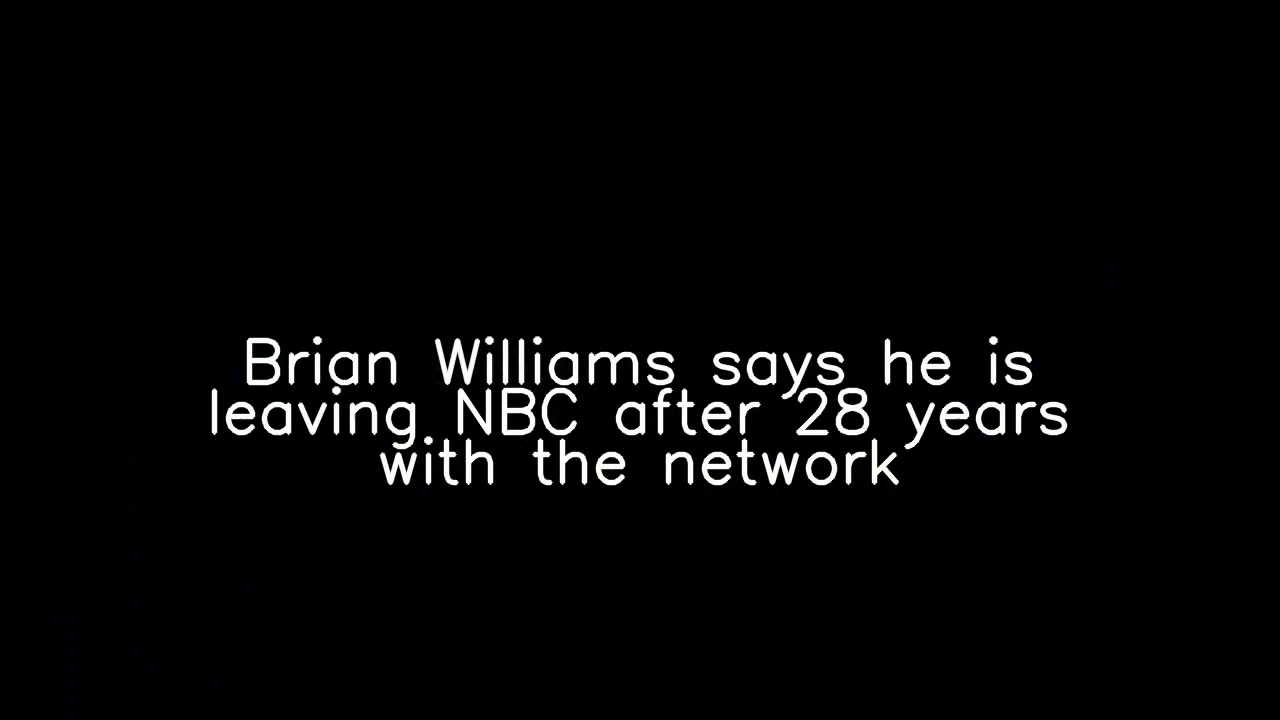 Brian Williams says he is
leaving NBC after 28 years
with the network